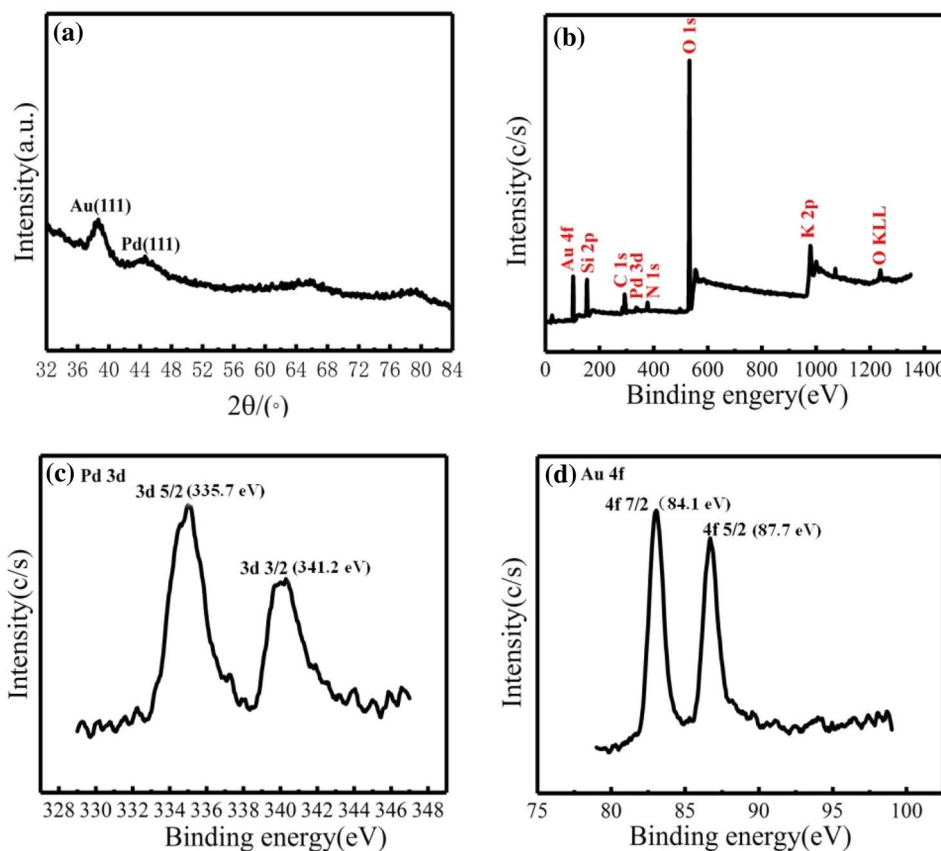 (a)
Intensity(a.u.)
Au(111)
Pd(111)
32 36 40 44 48 52 56 60 64 68 72 76 80 84
2θ/(◦)
(b)
Intensity(c/s)
Au 4f
Si 2p
C 1s
Pd 3d
N 1s
O 1s
K 2p
O KLL
0 200 400 600 800 1000 1200 1400
Binding engery(eV)
(c) Pd 3d
Intensity(c/s)
3d 5/2 (335.7 eV)
3d 3/2 (341.2 eV)
328 330 332 334 336 338 340 342 344 346 348
Binding energy(eV)
(d) Au 4f
Intensity(c/s)
4f 7/2 （84.1 eV)
4f 5/2 (87.7 eV)
75 80 85 90 95 100
Binding energy(eV)